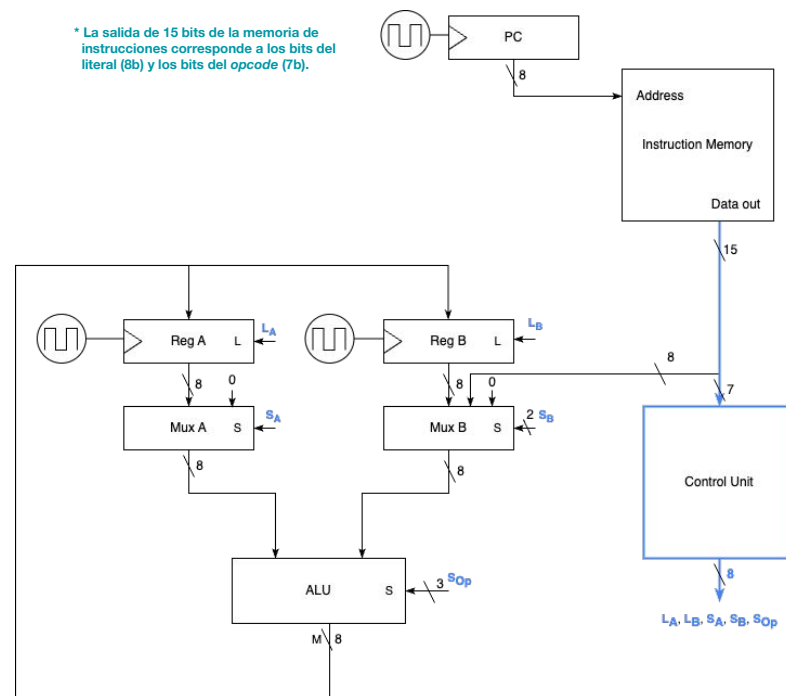 * La salida de 15 bits de la memoria de
instrucciones corresponde a los bits del
literal (8b) y los bits del opcode (7b).
PC
8
Address
Instruction Memory
Data out
15
Reg A
L
LA
Reg B
L
LB
8
8
0
8
0
7
Mux A
S
SA
Mux B
S
2
SB
8
8
Control Unit
ALU
S
3
SOp
8
M
8
LA, LB, SA, SB, SOp